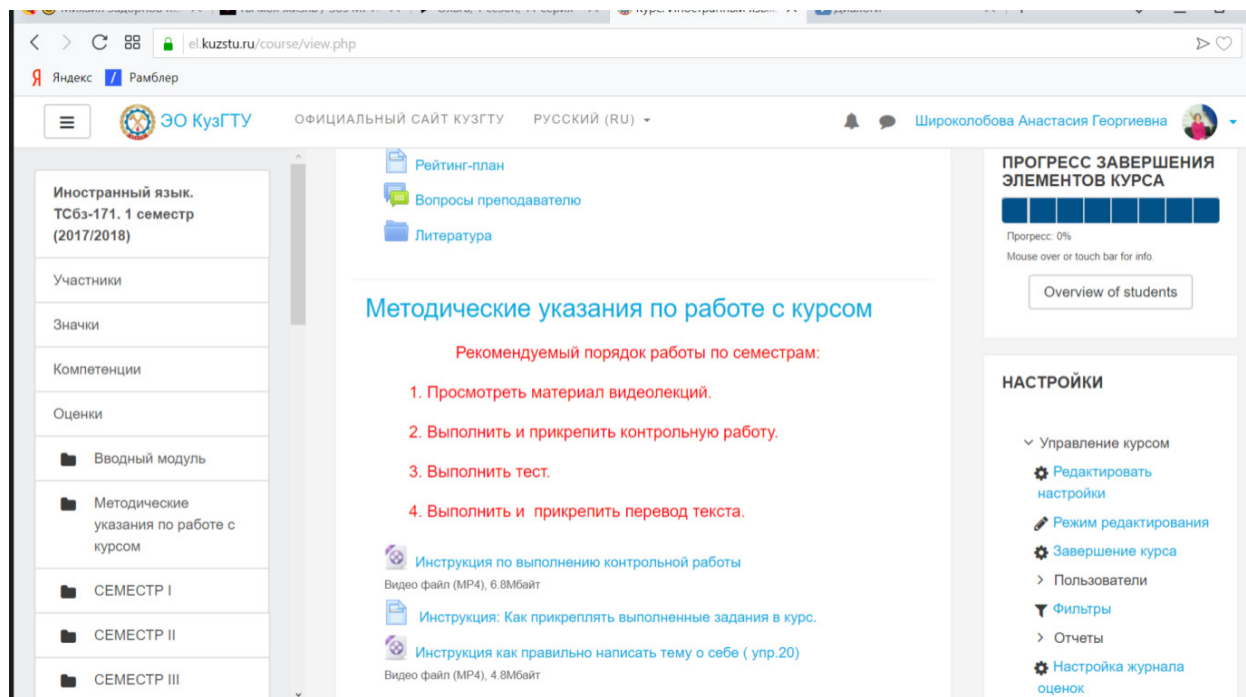 el.kuzstu.ru/course/view.php
Яндекс
Рамблер
ЭО КузГТУ
ОФИЦИАЛЬНЫЙ САЙТ КУЗГТУ
РУССКИЙ (RU)
Широколобова Анастасия Георгиевна
Иностранный язык.
ТСбз-171. 1 семестр
(2017/2018)
Участники
Значки
Компетенции
Оценки
Вводный модуль
Методические
указания по работе с
курсом
СЕМЕСТР I
СЕМЕСТР II
СЕМЕСТР III
Рейтинг-план
Вопросы преподавателю
Литература
Методические указания по работе с курсом
Рекомендуемый порядок работы по семестрам:
1. Просмотреть материал видеолекций.
2. Выполнить и прикрепить контрольную работу.
3. Выполнить тест.
4. Выполнить и прикрепить перевод текста.
Инструкция по выполнению контрольной работы
Видео файл (MP4), 6.8Мбайт
Инструкция: Как прикреплять выполненные задания в курс.
Инструкция как правильно написать тему о себе ( упр.20)
Видео файл (MP4), 4.8Мбайт
ПРОГРЕСС ЗАВЕРШЕНИЯ
ЭЛЕМЕНТОВ КУРСА
Прогресс: 0%
Mouse over or touch bar for info.
Overview of students
НАСТРОЙКИ
Управление курсом
Редактировать
настройки
Режим редактирования
Завершение курса
Пользователи
Фильтры
Отчеты
Настройка журнала
оценок